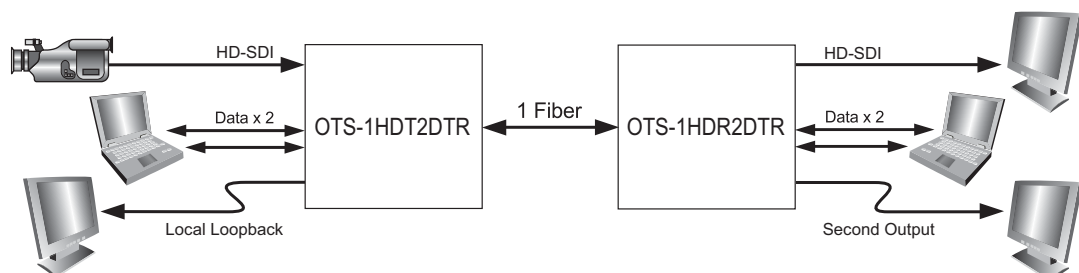 HD-SDI
HD-SDI
Data x 2
OTS-1HDT2DTR
1 Fiber
OTS-1HDR2DTR
Data x 2
Local Loopback
Second Output